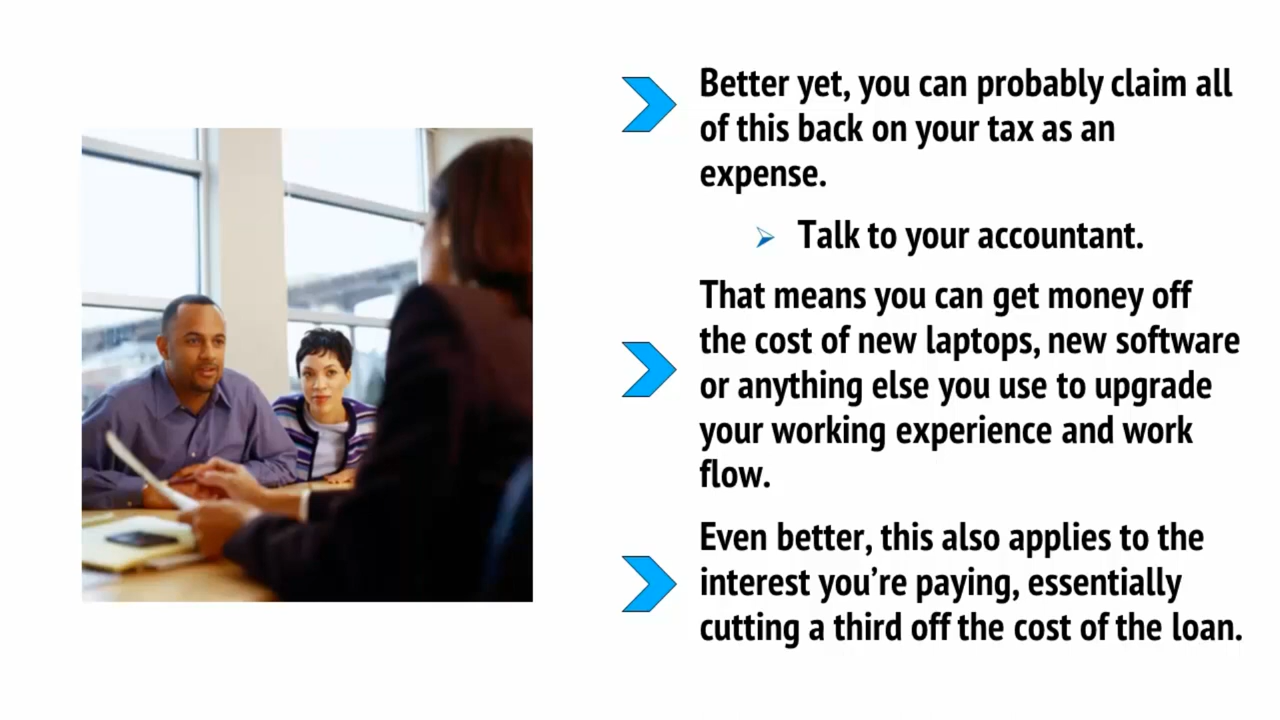 Better yet, you can probably claim all
of this back on your tax as an
expense.
Talk to your accountant.
That means you can get money off
the cost of new laptops, new software
or anything else you use to upgrade
your working experience and work
flow.
Even better, this also applies to the
interest you’re paying, essentially
cutting a third off the cost of the loan.